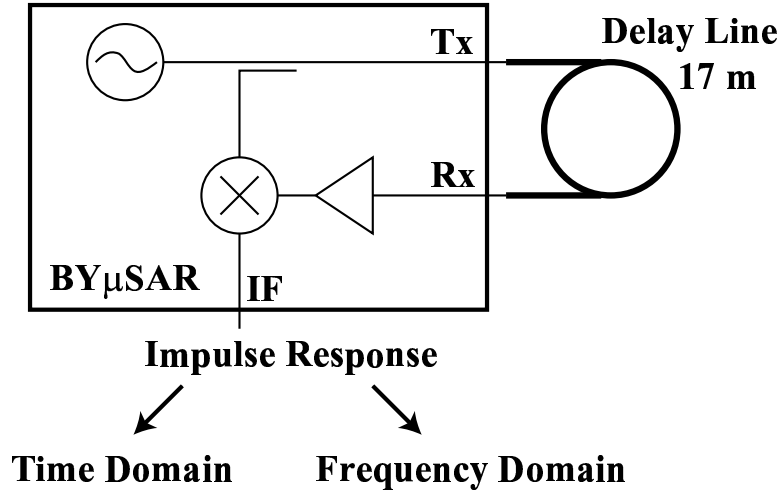 Tx
Delay Line
17 m
Rx
BYμSAR
IF
Impulse Response
Time Domain
Frequency Domain